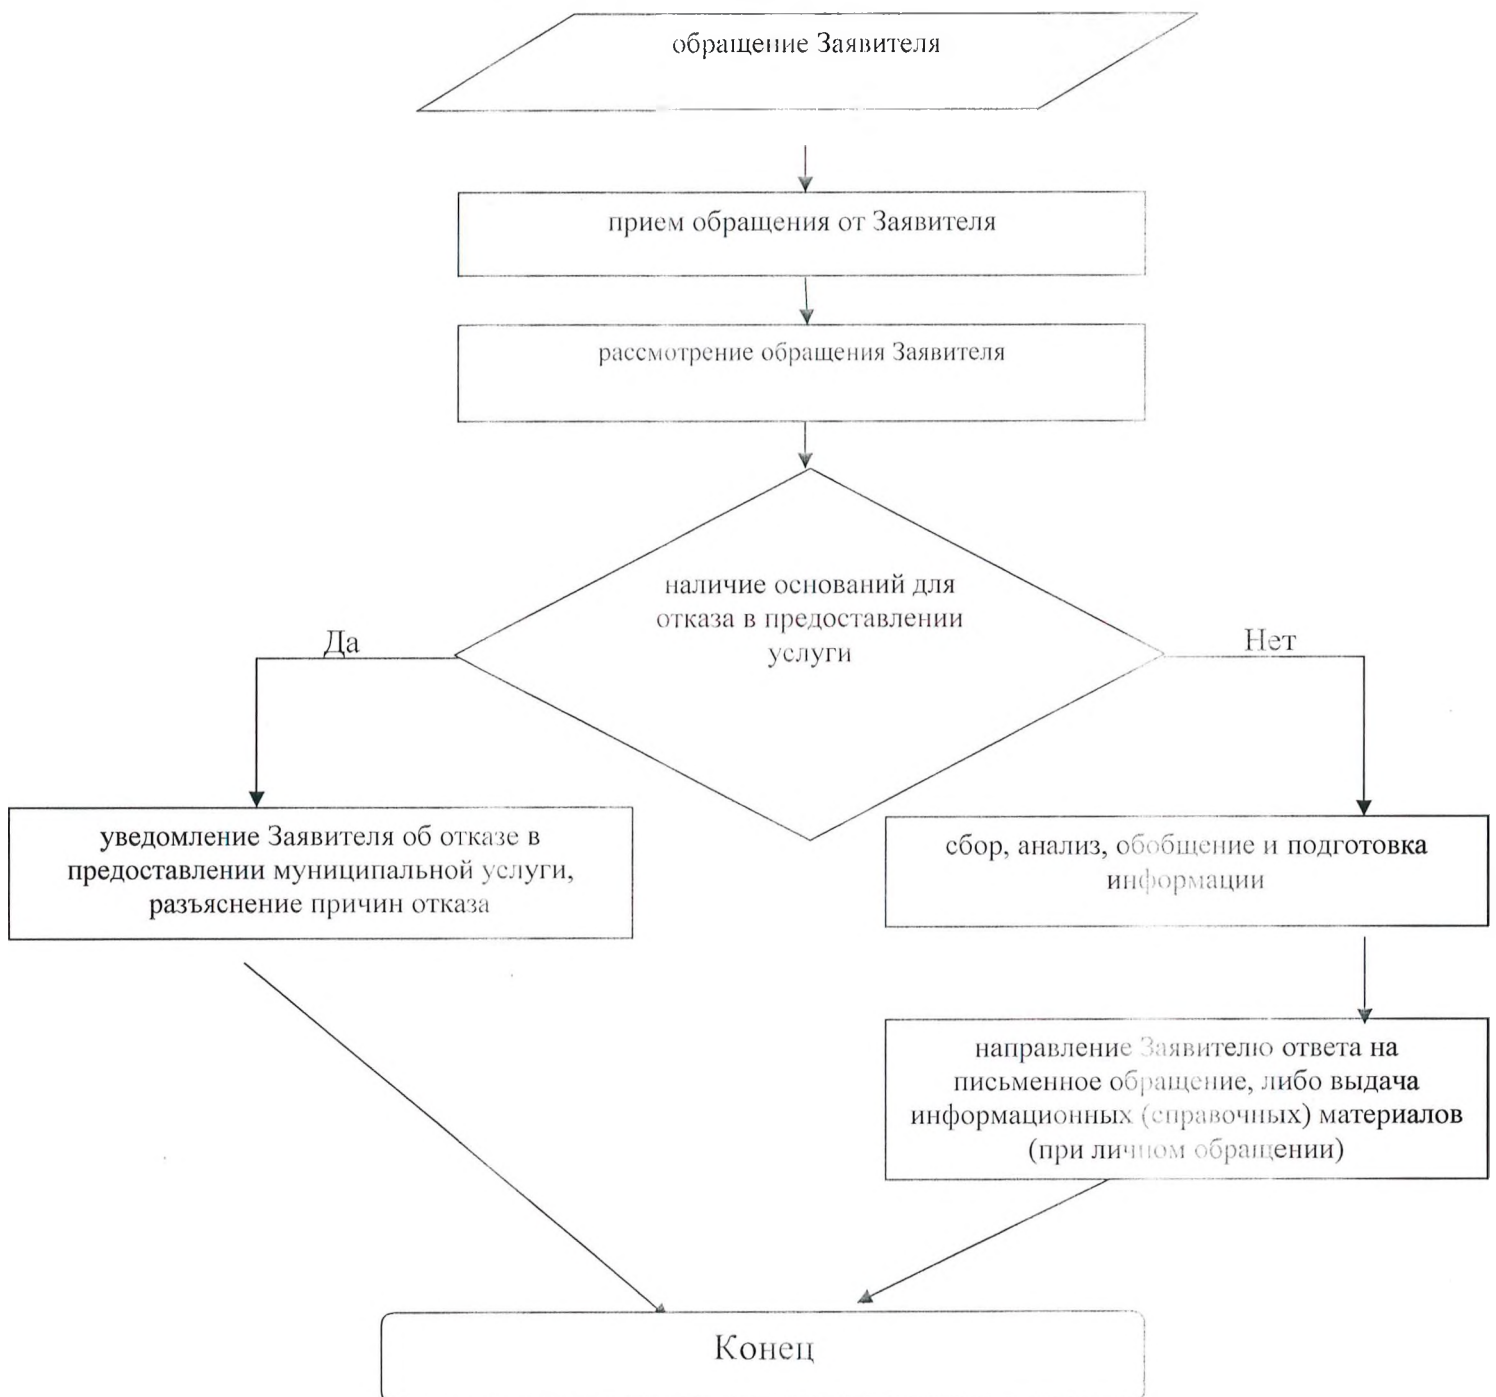 обращение Заявителя
прием обращения от Заявителя
рассмотрение обращения Заявителя
наличие оснований для
отказа в предоставлении
услуги
Да
Нет
уведомление Заявителя об отказе в
предоставлении муниципальной услуги,
разъяснение причин отказа
сбор, анализ, обобщение и подготовка
информации
направление Заявителю ответа на
письменное обращение, либо выдача
информационных (справочных) материалов
(при личном обращении)
Конец